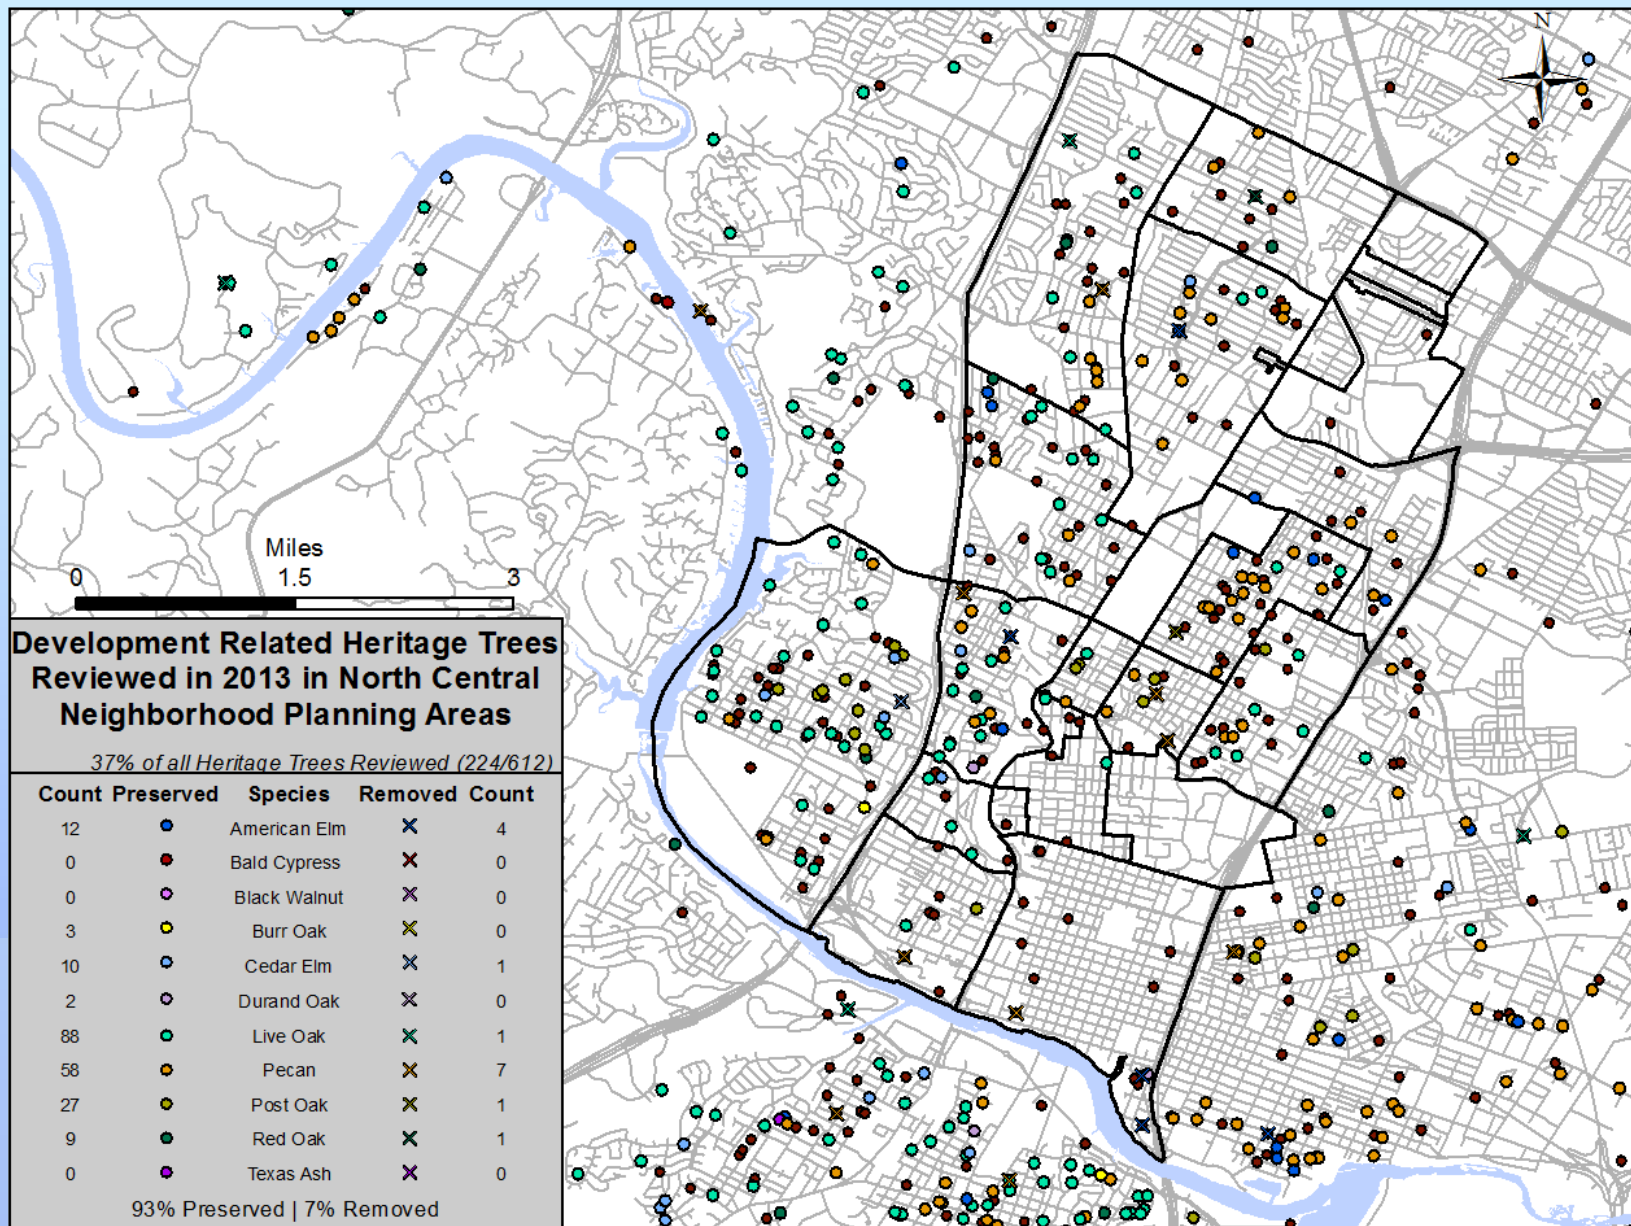 N
Miles
0 1.5 3
Development Related Heritage Trees
Reviewed in 2013 in North Central
Neighborhood Planning Areas
37% of all Heritage Trees Reviewed (224/612)
Count Preserved Species Removed Count
12 American Elm 4
0 Bald Cypress 0
0 Black Walnut 0
3 Burr Oak 0
10 Cedar Elm 1
2 Durand Oak 0
88 Live Oak 1
58 Pecan 7
27 Post Oak 1
9 Red Oak 1
0 Texas Ash 0
93% Preserved | 7% Removed